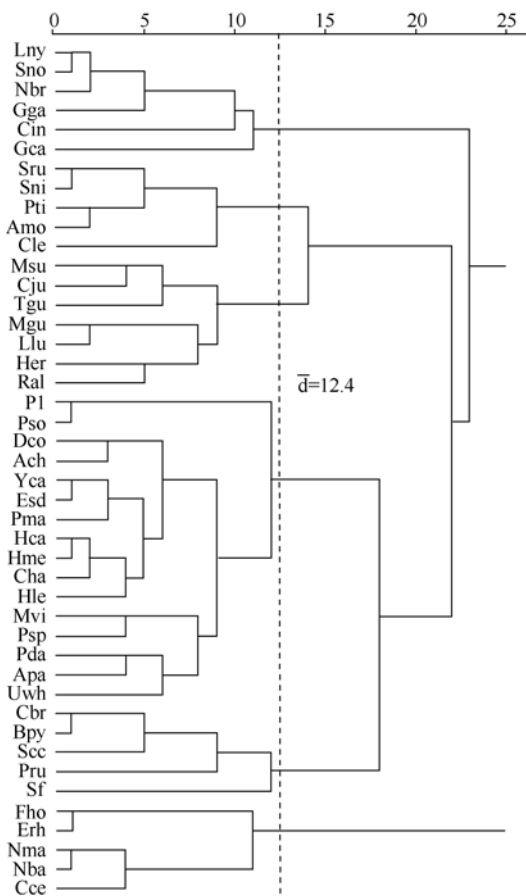 0 5 10 15 20 25
Lny
Sno
Nbr
Gga
Cin
Gca
Sru
Sni
Pti
Amo
Cle
Msu
Cju
Tgu
Mgu
Llu
Her
Ral
d̅=12.4
P1
Pso
Dco
Ach
Yca
Esd
Pma
Hca
Hme
Cha
Hle
Mvi
Psp
Pda
Apa
Uwh
Cbr
Bpy
Scc
Pru
Sf
Fho
Erh
Nma
Nba
Cce